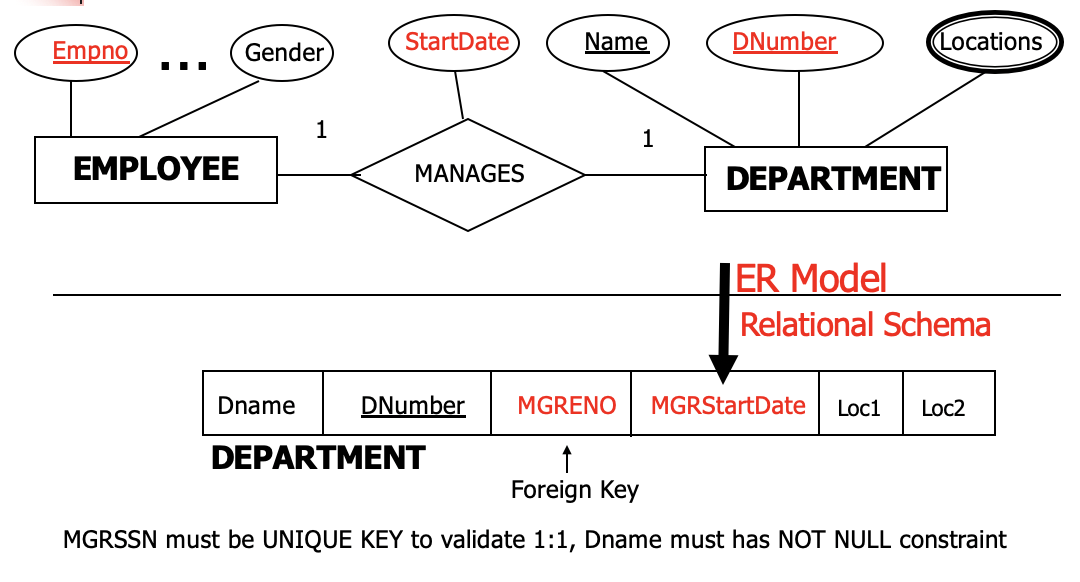 Empno ... Gender StartDate Name DNumber Locations
1 1
EMPLOYEE MANAGES DEPARTMENT
ER Model
Relational Schema
Dname DNumber MGRENO MGRStartDate Loc1 Loc2
DEPARTMENT
Foreign Key
MGRSSN must be UNIQUE KEY to validate 1:1, Dname must has NOT NULL constraint